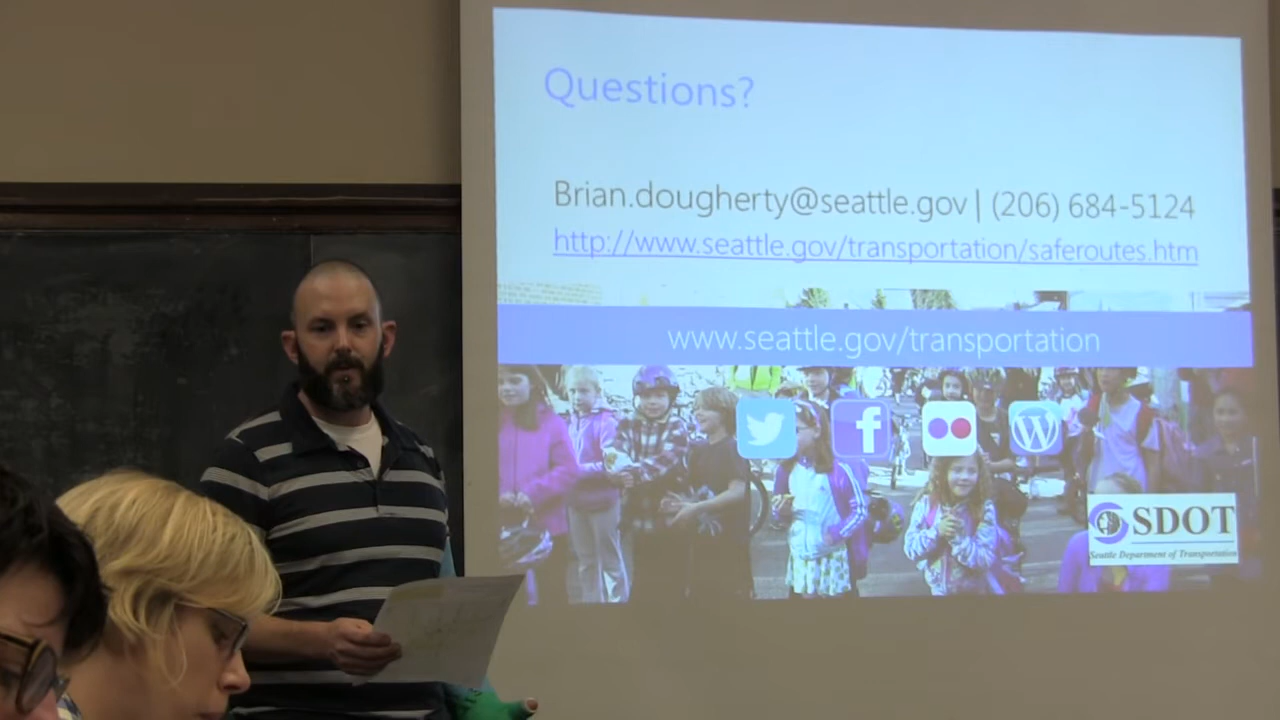 Questions?
Brian.dougherty@seattle.gov | (206) 684-5124
http://www.seattle.gov/transportation/saferoutes.htm
www.seattle.gov/transportation
SDOT
Seattle Department of Transportation